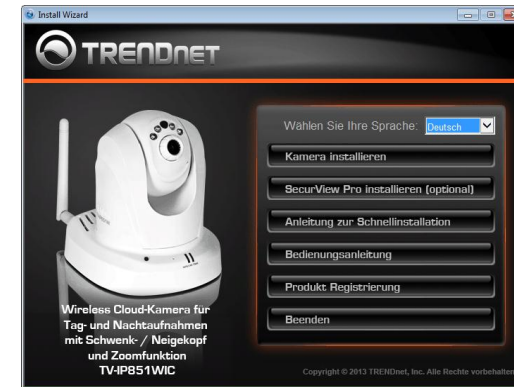 Install Wizard
TRENDNET
Wählen Sie Ihre Sprache: Deutsch
Kamera installieren
SecurView Pro installieren (optional)
Anleitung zur Schnellinstallation
Bedienungsanleitung
Produkt Registrierung
Beenden
Wireless Cloud-Kamera für
Tag- und Nachtaufnahmen
mit Schwenk- / Neigekopf
und Zoomfunktion
TV-IP851WIC
Copyright © 2013 TRENDnet, Inc. Alle Rechte vorbehalten